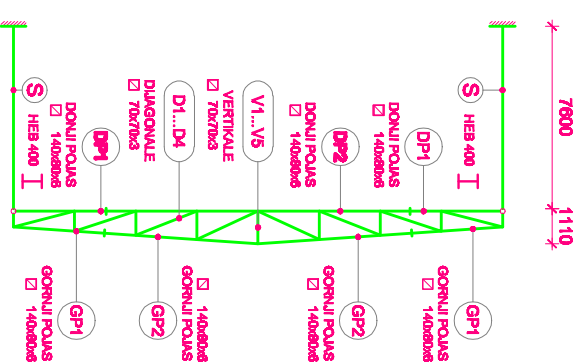 7600
1110
S
HEB 400
S
HEB 400
DP1
DONJI POJAS
140x80x6
D1...D4
DIJAGONALE
70x70x3
V1...V5
VERTIKALE
70x70x3
DP2
DONJI POJAS
140x80x6
DP1
DONJI POJAS
140x80x6
GP1
GORNJI POJAS
140x80x6
GP2
GORNJI POJAS
140x80x6
GP2
GORNJI POJAS
140x80x6
GP1
GORNJI POJAS
140x80x6